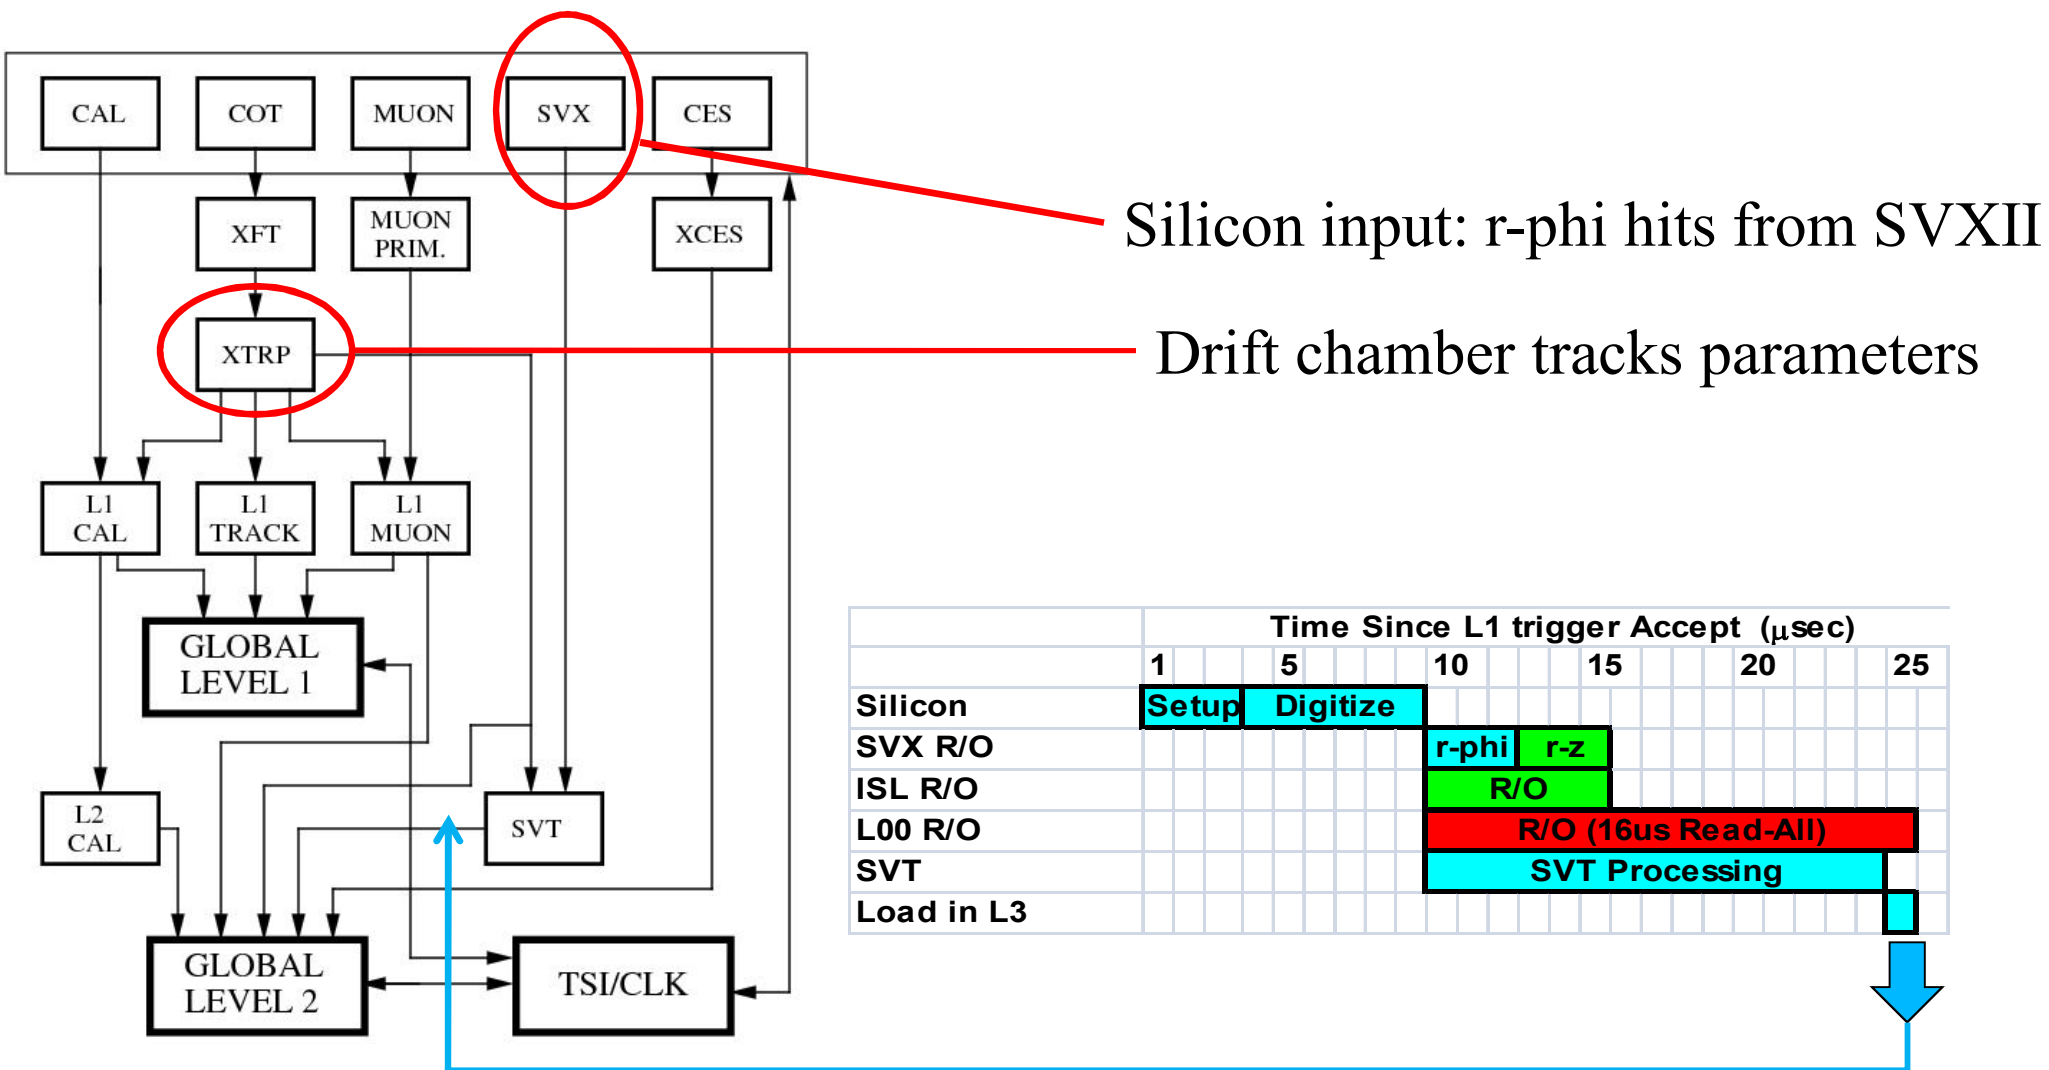 CAL
COT
MUON
SVX
CES
XFT
MUON
PRIM.
XCES
Silicon input: r-phi hits from SVXII
XTRP
Drift chamber tracks parameters
L1
CAL
L1
TRACK
L1
MUON
GLOBAL
LEVEL 1
L2
CAL
SVT
GLOBAL
LEVEL 2
TSI/CLK
Time Since L1 trigger Accept (μsec)
1 5 10 15 20 25
Silicon Setup Digitize
SVX R/O r-phi r-z
ISL R/O R/O
L00 R/O R/O (16us Read-All)
SVT SVT Processing
Load in L3